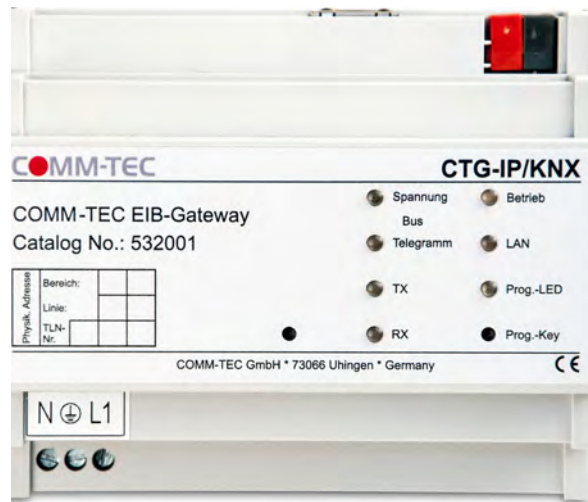 COMM-TEC
CTG-IP/KNX
COMM-TEC EIB-Gateway
Catalog No.: 532001
Spannung
Betrieb
Bus
Telegramm
LAN
TX
Prog.-LED
RX
Prog.-Key
Physik. Adresse
Bereich:
Linie:
TLN-
Nr.
COMM-TEC GmbH * 73066 Uhingen * Germany
CE
N L1